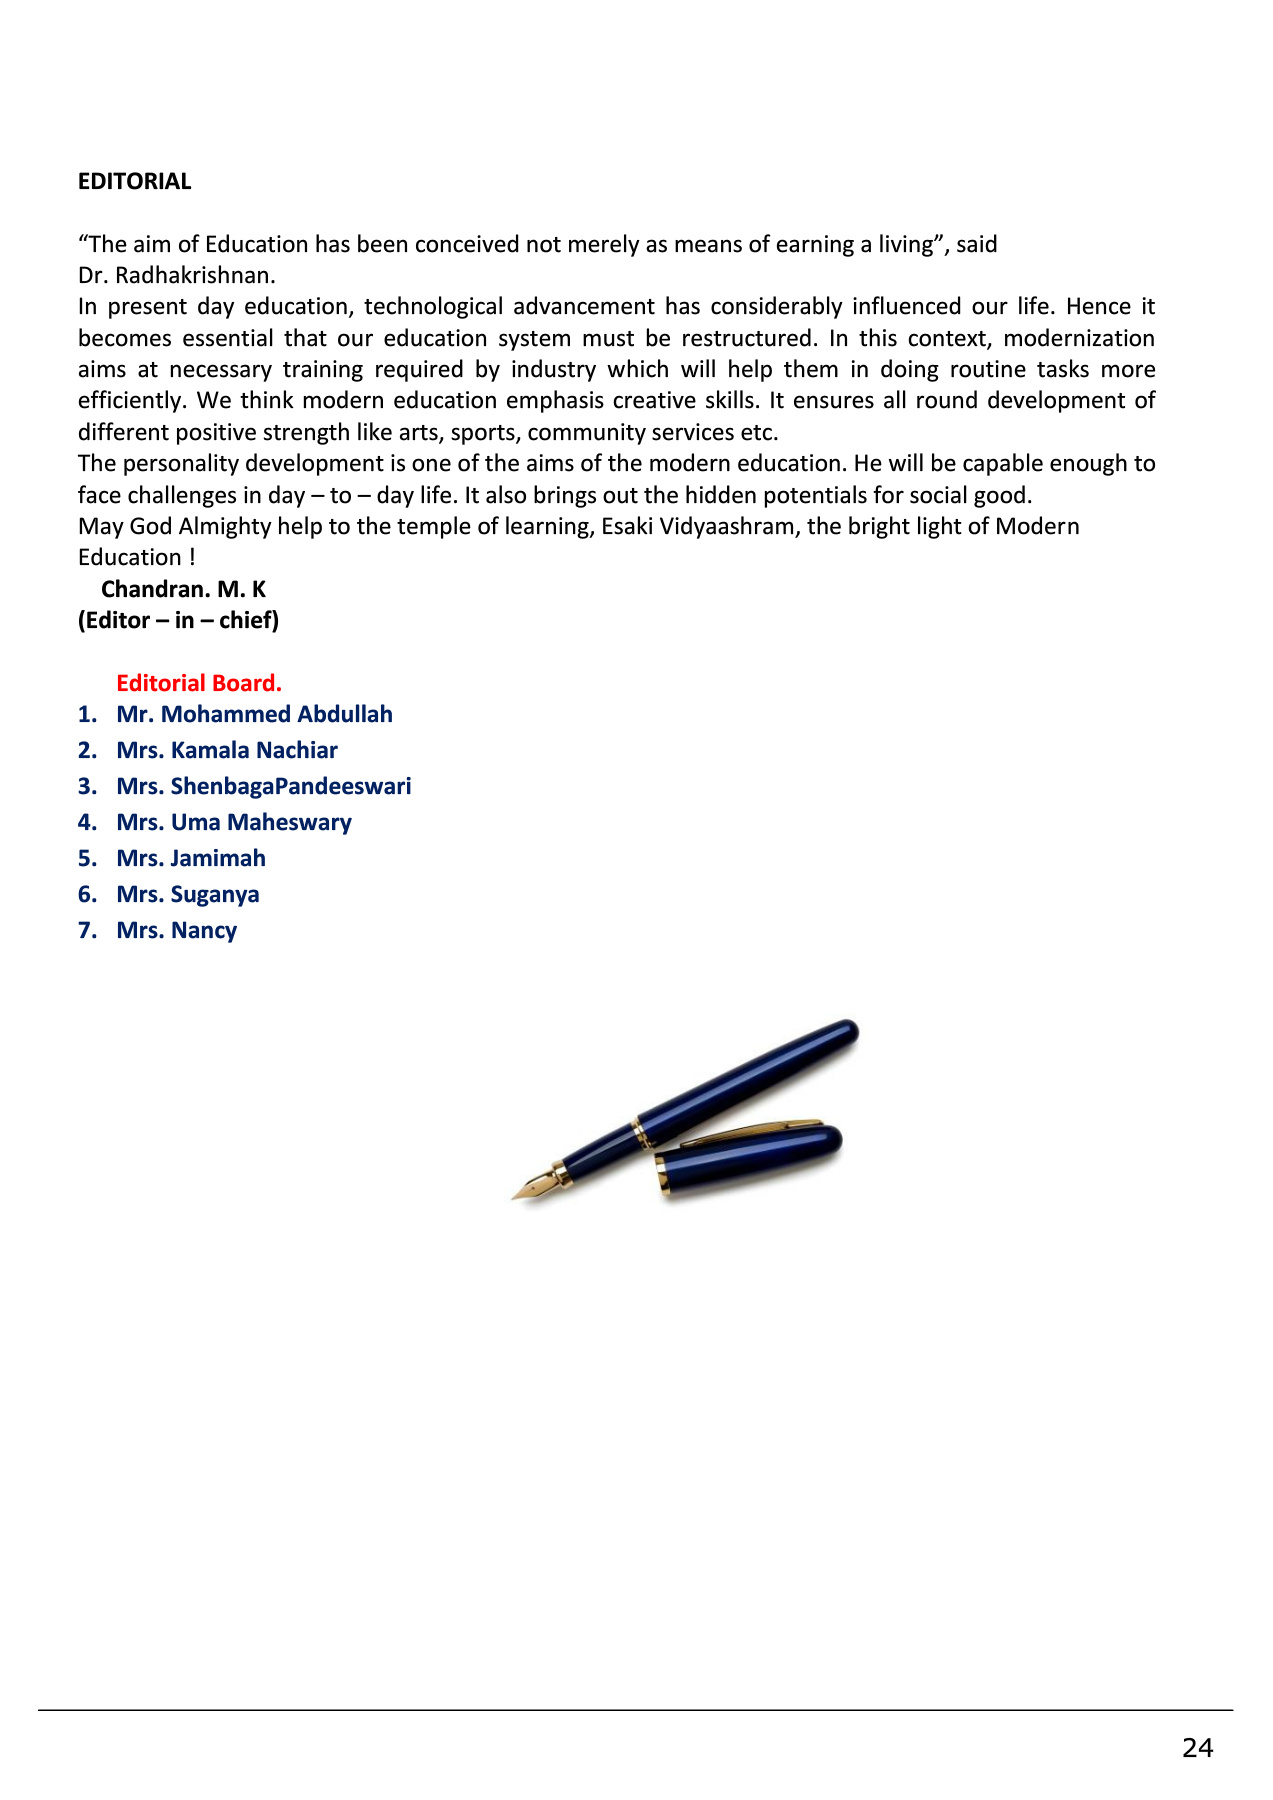 EDITORIAL
“The aim of Education has been conceived not merely as means of earning a living”, said
Dr. Radhakrishnan.
In present day education, technological advancement has considerably influenced our life. Hence it
becomes essential that our education system must be restructured. In this context, modernization
aims at necessary training required by industry which will help them in doing routine tasks more
efficiently. We think modern education emphasis creative skills. It ensures all round development of
different positive strength like arts, sports, community services etc.
The personality development is one of the aims of the modern education. He will be capable enough to
face challenges in day – to – day life. It also brings out the hidden potentials for social good.
May God Almighty help to the temple of learning, Esaki Vidyaashram, the bright light of Modern
Education !
Chandran. M. K
(Editor – in – chief)
Editorial Board.
1. Mr. Mohammed Abdullah
2. Mrs. Kamala Nachiar
3. Mrs. ShenbagaPandeeswari
4. Mrs. Uma Maheswary
5. Mrs. Jamimah
6. Mrs. Suganya
7. Mrs. Nancy
24